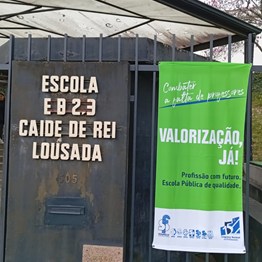 ESCOLA
E B 2,3
CAIDE DE REI
LOUSADA
Combater
a falta de professores
VALORIZAÇÃO,
JÁ!
Profissão com futuro.
Escola Pública de qualidade.